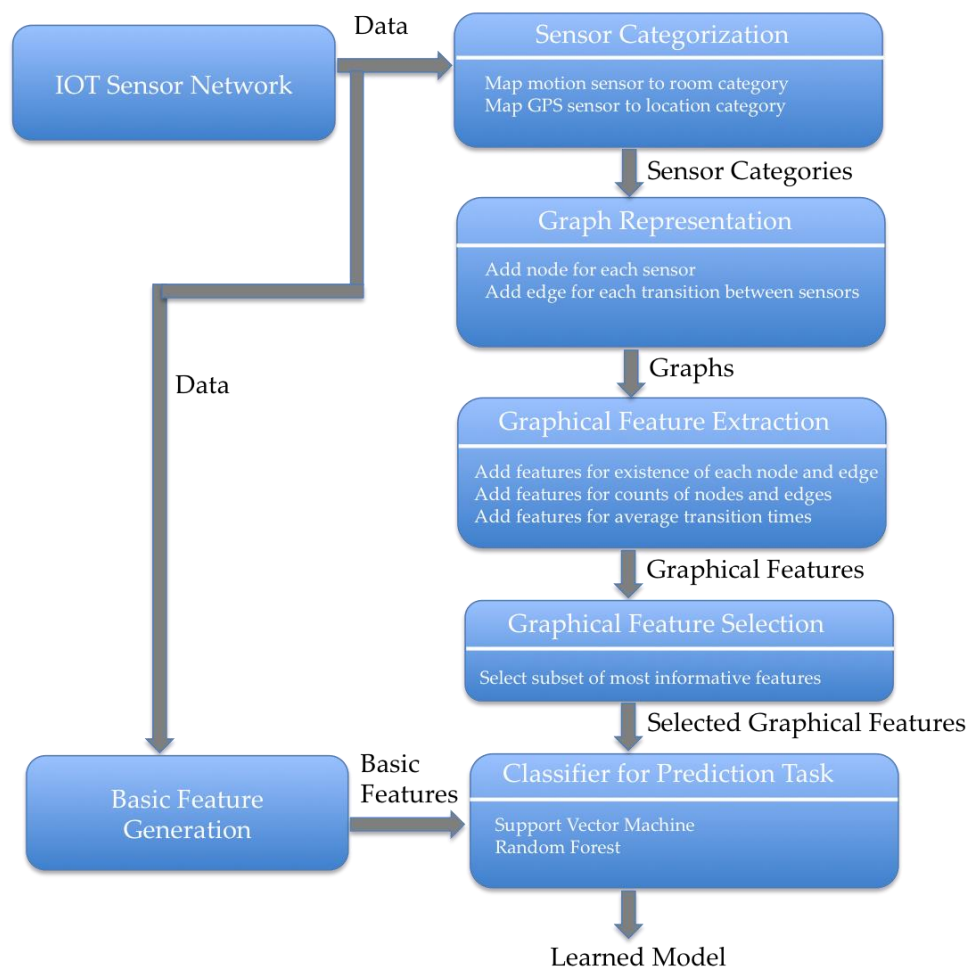 Data
IOT Sensor Network
Sensor Categorization
Map motion sensor to room category
Map GPS sensor to location category
Sensor Categories
Graph Representation
Add node for each sensor
Add edge for each transition between sensors
Graphs
Data
Graphical Feature Extraction
Add features for existence of each node and edge
Add features for counts of nodes and edges
Add features for average transition times
Graphical Features
Graphical Feature Selection
Select subset of most informative features
Selected Graphical Features
Basic Feature
Generation
Basic
Features
Classifier for Prediction Task
Support Vector Machine
Random Forest
Learned Model